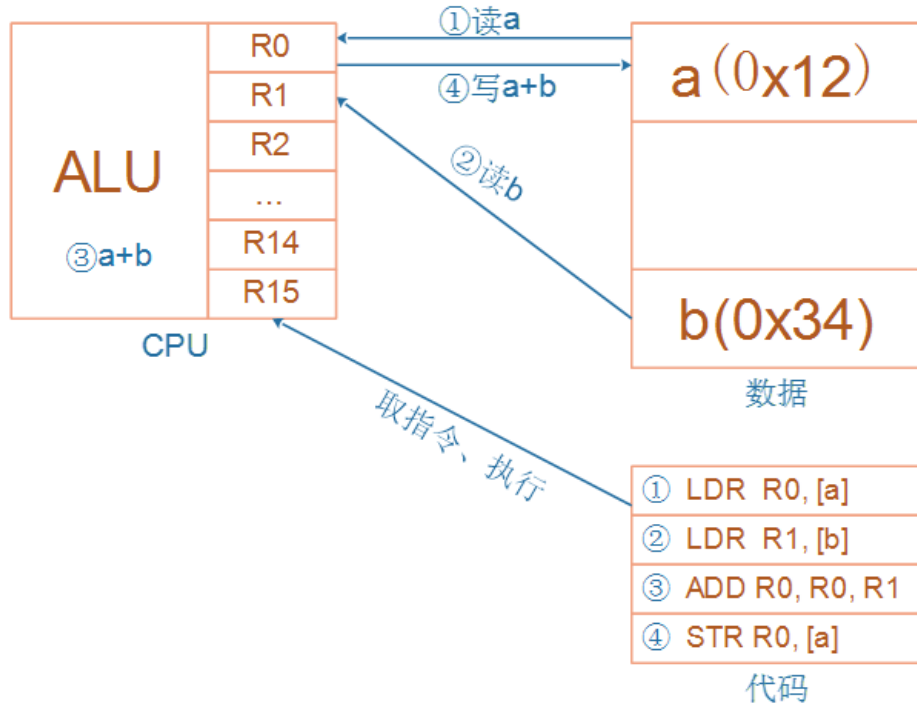 ①读a
R0
a(0x12)
④写a+b
R1
②读b
R2
ALU
...
③a+b
R14
R15
b(0x34)
CPU
数据
取指令、执行
① LDR R0, [a]
② LDR R1, [b]
③ ADD R0, R0, R1
④ STR R0, [a]
代码